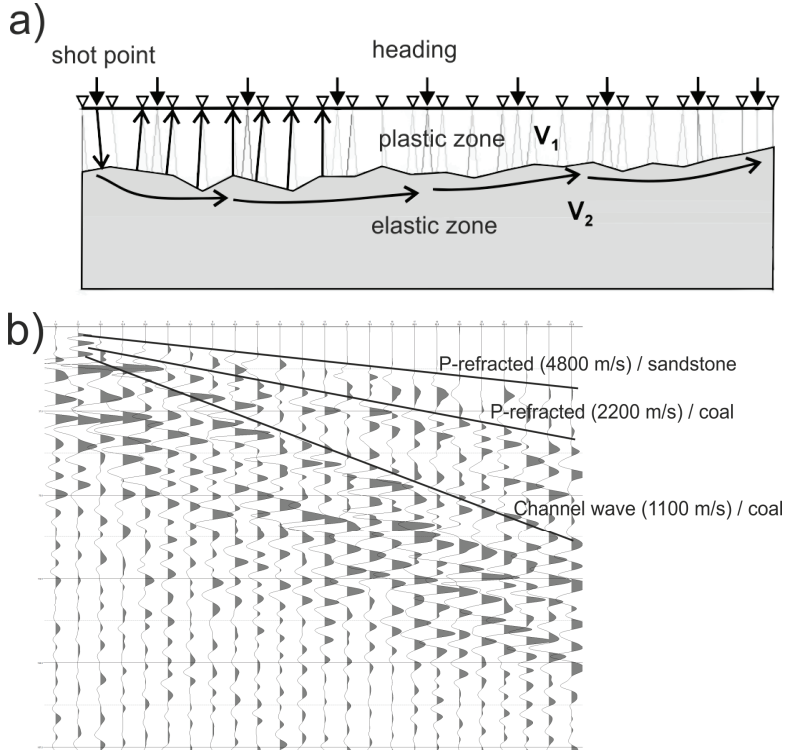 a)
shot point
heading
plastic zone
V1
elastic zone
V2
b)
P-refracted (4800 m/s) / sandstone
P-refracted (2200 m/s) / coal
Channel wave (1100 m/s) / coal